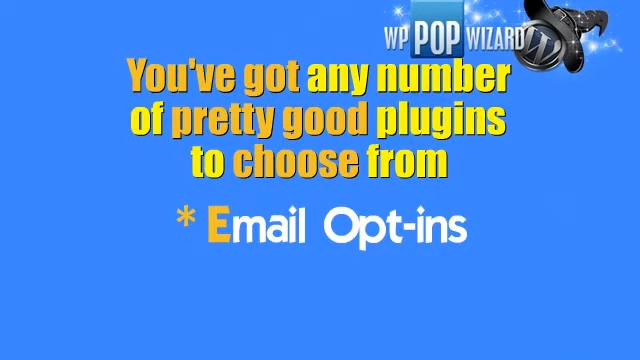 WP POP WIZARD
You've got any number
of pretty good plugins
to choose from
* Email Opt-ins